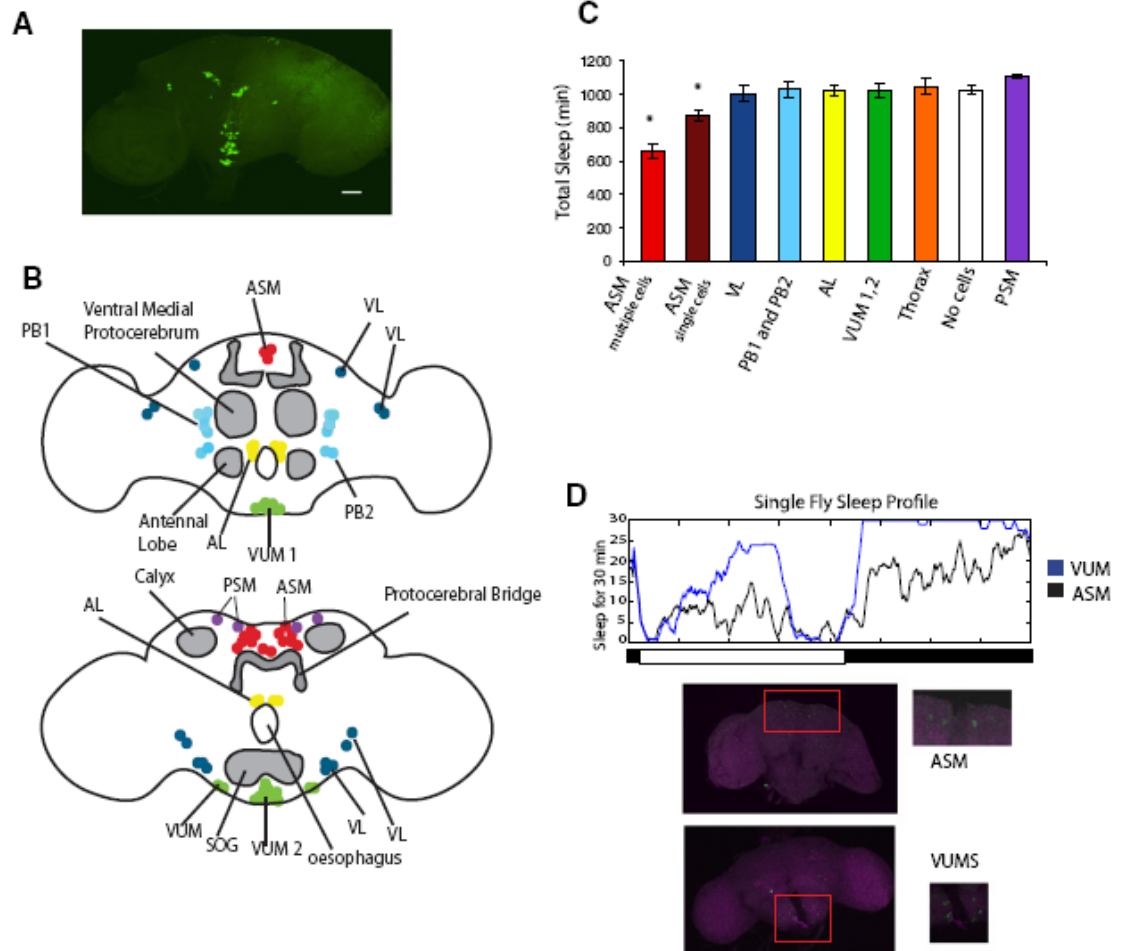 A
B
Ventral Medial
Protocerebrum
PB1
ASM
VL
VL
Antennal
Lobe
AL
VUM 1
PB2
Calyx
PSM
ASM
Protocerebral Bridge
AL
VUM
SOG
VUM 2
oesophagus
VL
VL
C
Total Sleep (min)
1200
1000
800
600
400
200
0
*
*
ASM
multiple cells
ASM
single cells
VL
PB1 and PB2
AL
VUM 1,2
Thorax
No cells
PSM
D
Single Fly Sleep Profile
Sleep for 30 min
30
25
20
15
10
5
0
VUM
ASM
ASM
VUMS